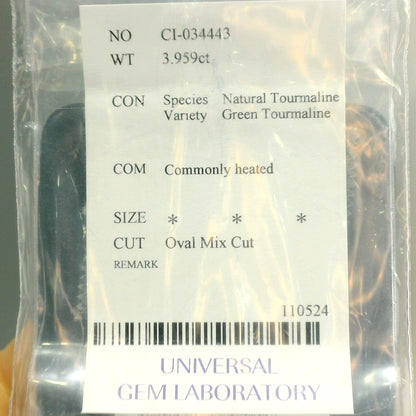 NO CI-034443
WT 3.959ct
CON Species Natural Tourmaline
Variety Green Tourmaline
COM Commonly heated
SIZE * * *
CUT Oval Mix Cut
REMARK
110524
UNIVERSAL
GEM LABORATORY